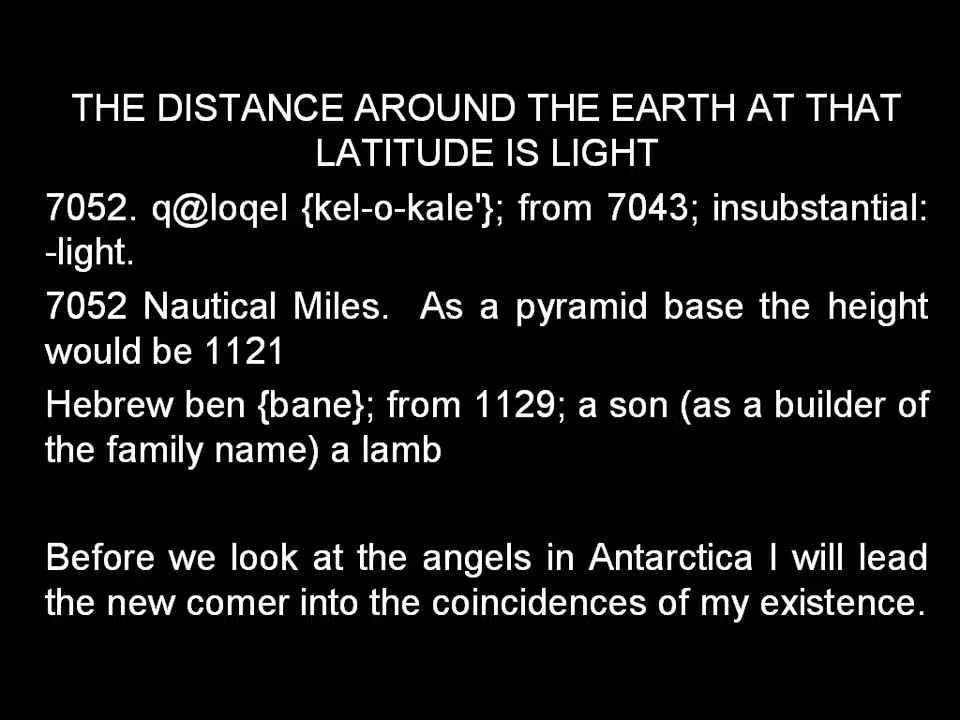 THE DISTANCE AROUND THE EARTH AT THAT
LATITUDE IS LIGHT
7052. q@loqel {kel-o-kale'}; from 7043; insubstantial:
-light.
7052 Nautical Miles.  As a pyramid base the height
would be 1121
Hebrew ben {bane}; from 1129; a son (as a builder of
the family name) a lamb
Before we look at the angels in Antarctica I will lead
the new comer into the coincidences of my existence.